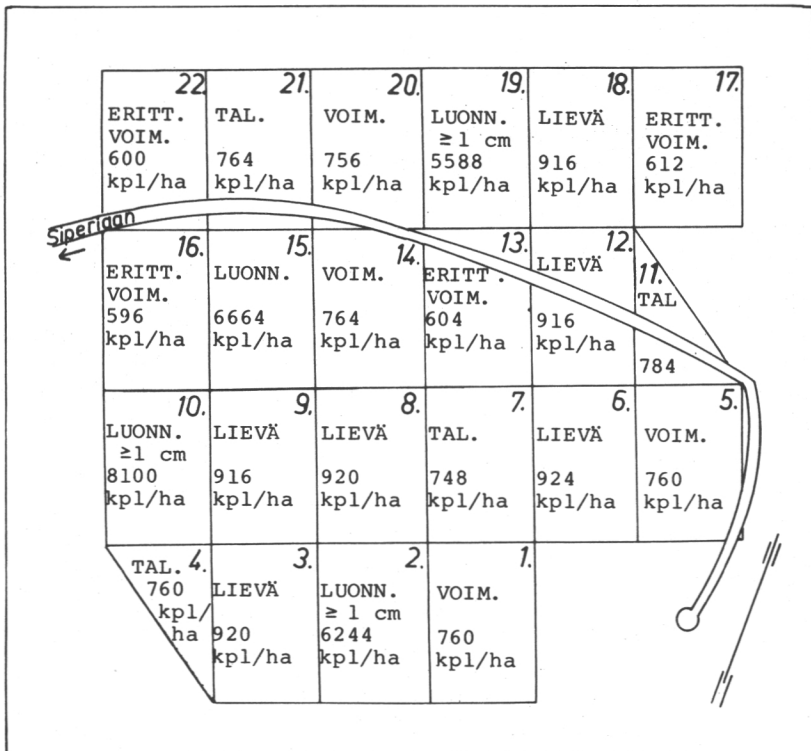 22.
ERITT.
VOIM.
600
kpl/ha
21.
TAL.
764
kpl/ha
20.
VOIM.
756
kpl/ha
19.
LUONN.
≥1 cm
5588
kpl/ha
18.
LIEVÄ
916
kpl/ha
17.
ERITT.
VOIM.
612
kpl/ha
Siperiaan
16.
ERITT.
VOIM.
596
kpl/ha
15.
LUONN.
6664
kpl/ha
14.
VOIM.
764
kpl/ha
13.
ERITT.
VOIM.
604
kpl/ha
12.
LIEVÄ
916
kpl/ha
11.
TAL
784
10.
LUONN.
≥1 cm
8100
kpl/ha
9.
LIEVÄ
916
kpl/ha
8.
LIEVÄ
920
kpl/ha
7.
TAL.
748
kpl/ha
6.
LIEVÄ
924
kpl/ha
5.
VOIM.
760
kpl/ha
TAL. 4.
760
kpl/
ha
3.
LIEVÄ
920
kpl/ha
2.
LUONN.
≥ 1 cm
6244
kpl/ha
1.
VOIM.
760
kpl/ha